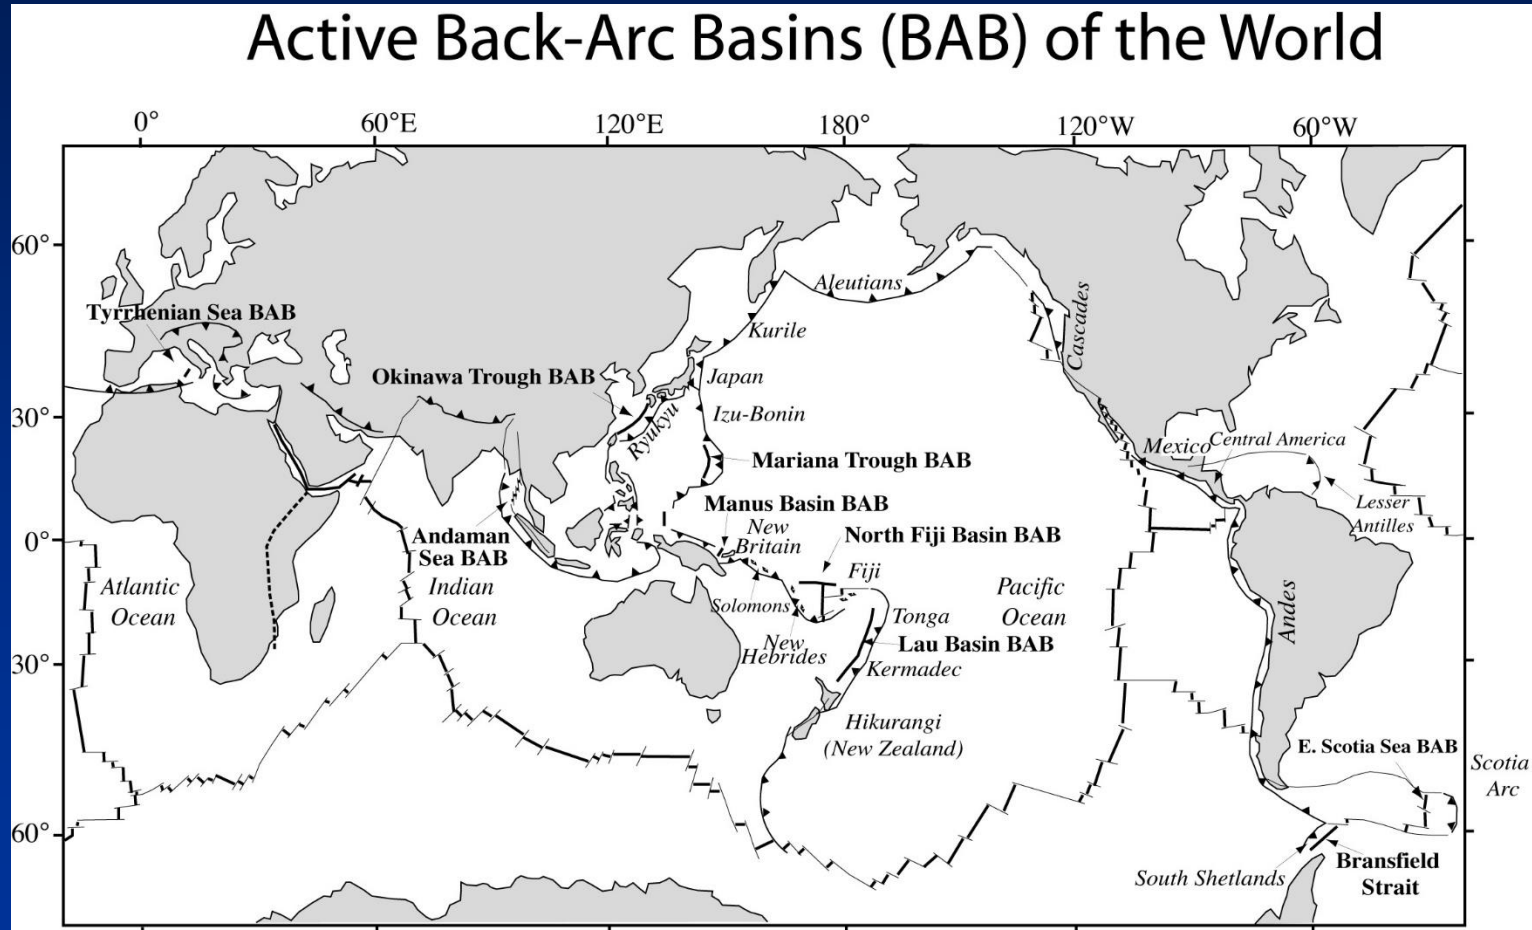 Active Back-Arc Basins (BAB) of the World
0°
60°E
120°E
180°
120°W
60°W
60°
30°
0°
30°
60°
Aleutians
Tyrrhenian Sea BAB
Kurile
Cascades
Okinawa Trough BAB
Japan
Ryukyu
Izu-Bonin
Mexico
Central America
Mariana Trough BAB
Lesser
Antilles
Manus Basin BAB
New
Britain
North Fiji Basin BAB
Andaman
Sea BAB
Fiji
Atlantic
Ocean
Indian
Ocean
Solomons
Pacific
Ocean
Tonga
Andes
New
Hebrides
Lau Basin BAB
Kermadec
Hikurangi
(New Zealand)
E. Scotia Sea BAB
Scotia
Arc
South Shetlands
Bransfield
Strait